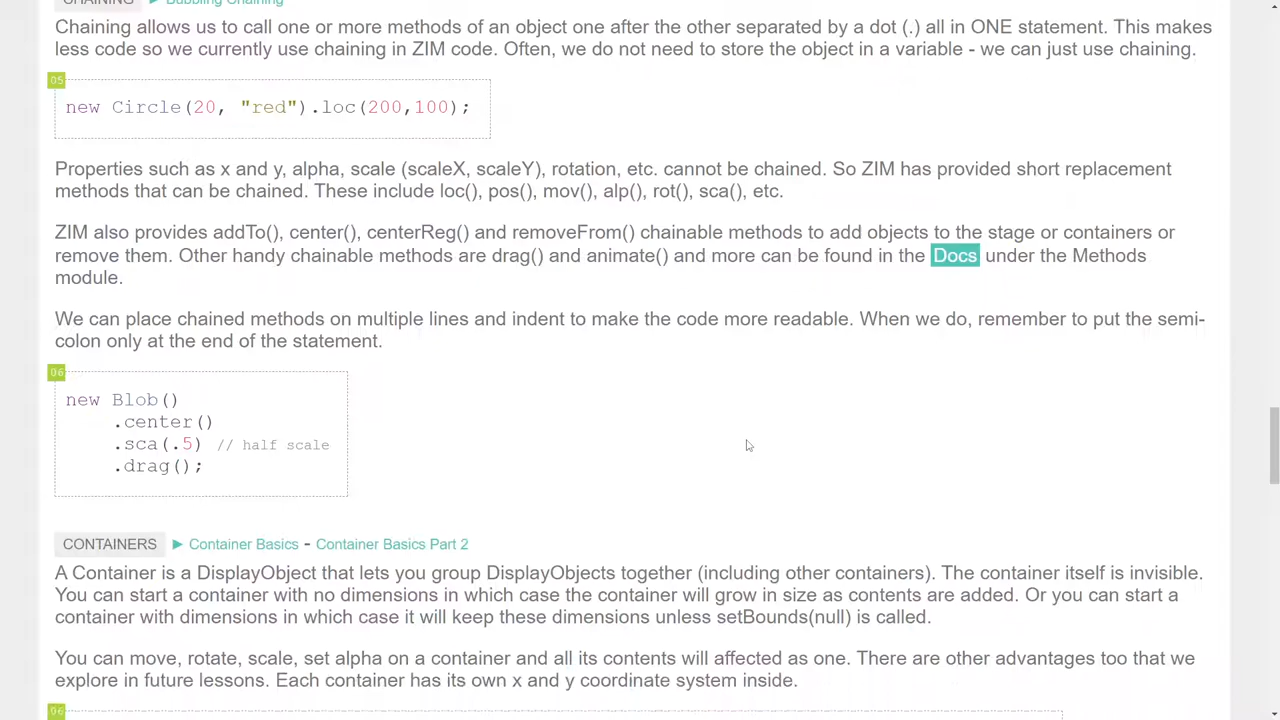 CHAINING ► Bubbling Chaining
Chaining allows us to call one or more methods of an object one after the other separated by a dot (.) all in ONE statement. This makes
less code so we currently use chaining in ZIM code. Often, we do not need to store the object in a variable - we can just use chaining.
05
new Circle(20, "red").loc(200,100);
Properties such as x and y, alpha, scale (scaleX, scaleY), rotation, etc. cannot be chained. So ZIM has provided short replacement
methods that can be chained. These include loc(), pos(), mov(), alp(), rot(), sca(), etc.
ZIM also provides addTo(), center(), centerReg() and removeFrom() chainable methods to add objects to the stage or containers or
remove them. Other handy chainable methods are drag() and animate() and more can be found in the Docs under the Methods
module.
We can place chained methods on multiple lines and indent to make the code more readable. When we do, remember to put the semi-
colon only at the end of the statement.
06
new Blob()
.center()
.sca(.5) // half scale
.drag();
CONTAINERS ► Container Basics - Container Basics Part 2
A Container is a DisplayObject that lets you group DisplayObjects together (including other containers). The container itself is invisible.
You can start a container with no dimensions in which case the container will grow in size as contents are added. Or you can start a
container with dimensions in which case it will keep these dimensions unless setBounds(null) is called.
You can move, rotate, scale, set alpha on a container and all its contents will affected as one. There are other advantages too that we
explore in future lessons. Each container has its own x and y coordinate system inside.
06